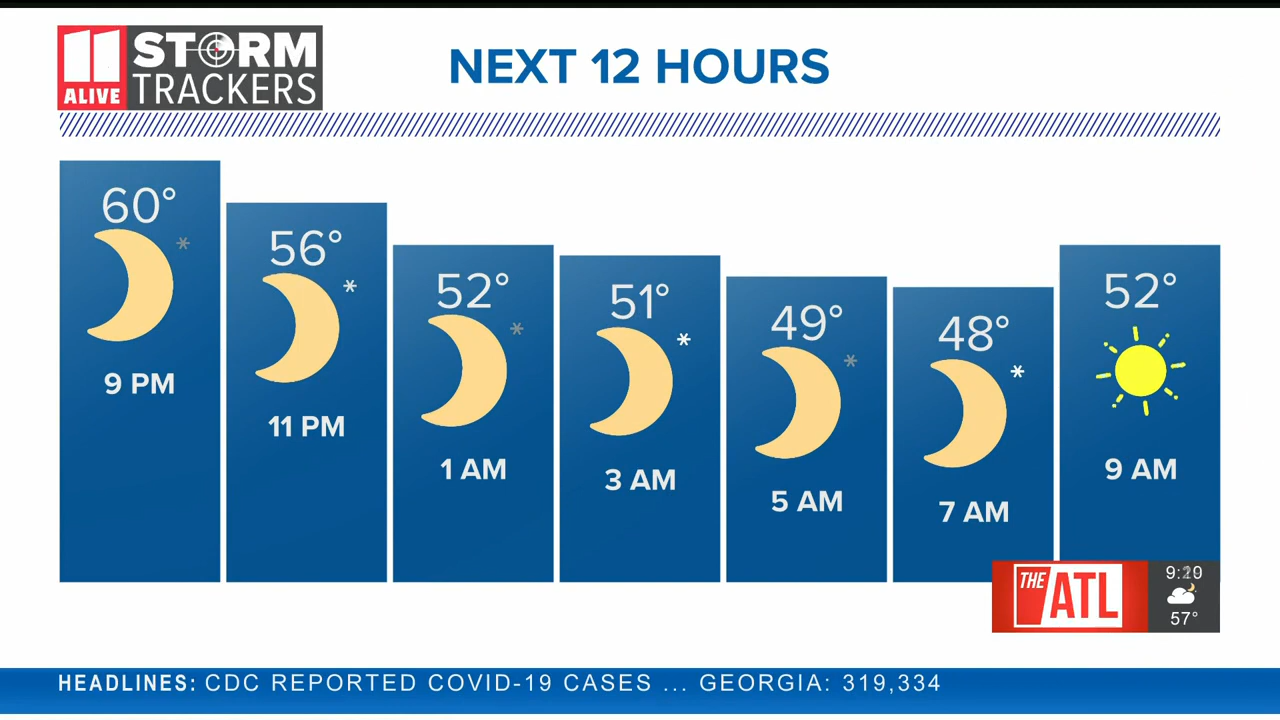 11 ALIVE
STORM
TRACKERS
NEXT 12 HOURS
60°
9 PM
56°
11 PM
52°
1 AM
51°
3 AM
49°
5 AM
48°
7 AM
52°
9 AM
THE ATL
57°
HEADLINES: CDC REPORTED COVID-19 CASES ... GEORGIA: 319,334